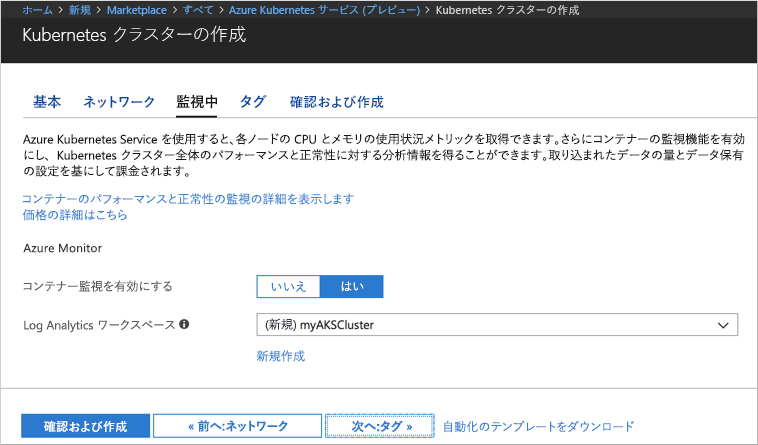 ホーム > 新規 > Marketplace > すべて > Azure Kubernetes サービス (プレビュー) > Kubernetes クラスターの作成
Kubernetes クラスターの作成
基本 ネットワーク 監視中 タグ 確認および作成
Azure Kubernetes Service を使用すると、各ノードの CPU とメモリの使用状況メトリックを取得できます。さらにコンテナーの監視機能を有効
にし、Kubernetes クラスター全体のパフォーマンスと正常性に対する分析情報を得ることができます。取り込まれたデータの量とデータ保有
の設定を基にして課金されます。
コンテナーのパフォーマンスと正常性の監視の詳細を表示します
価格の詳細はこちら
Azure Monitor
コンテナー監視を有効にする いいえ はい
Log Analytics ワークスペース (新規) myAKSCluster
新規作成
確認および作成 « 前へ:ネットワーク 次へ:タグ » 自動化のテンプレートをダウンロード